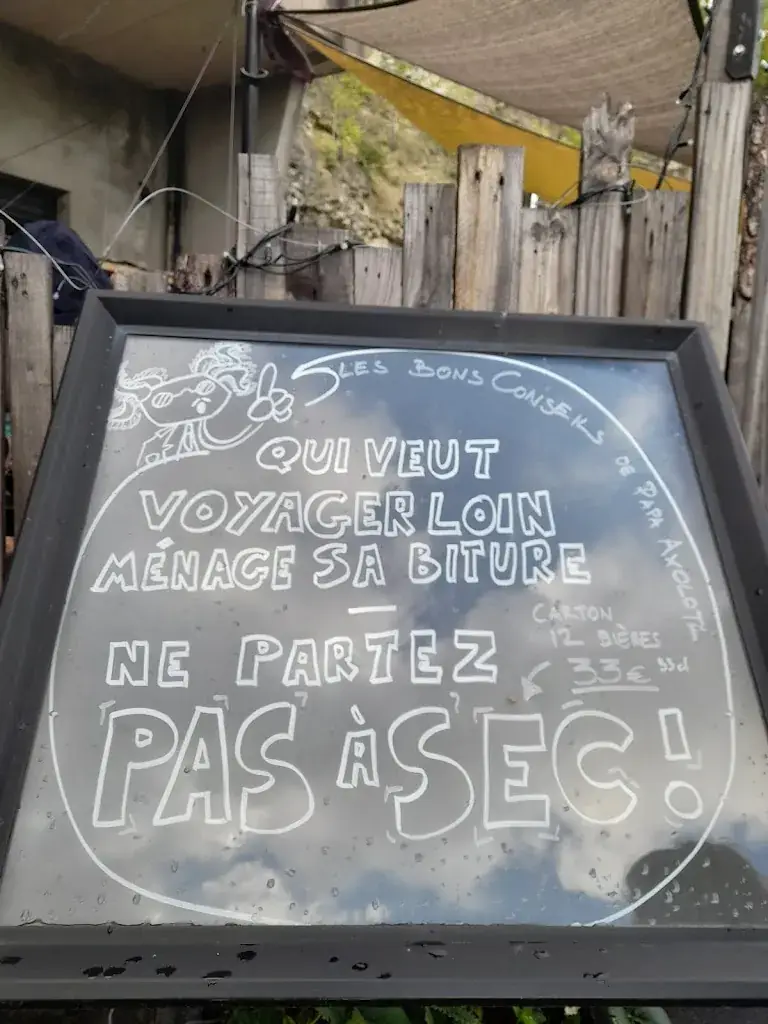 LES BONS CONSEILS DE PAPA AXOLOTL
QUI VEUT
VOYAGER LOIN
MÉNAGE SA BITURE
—
NE PARTEZ
CARTON
12 BIÈRES
33€ 33cl
PAS À SEC !